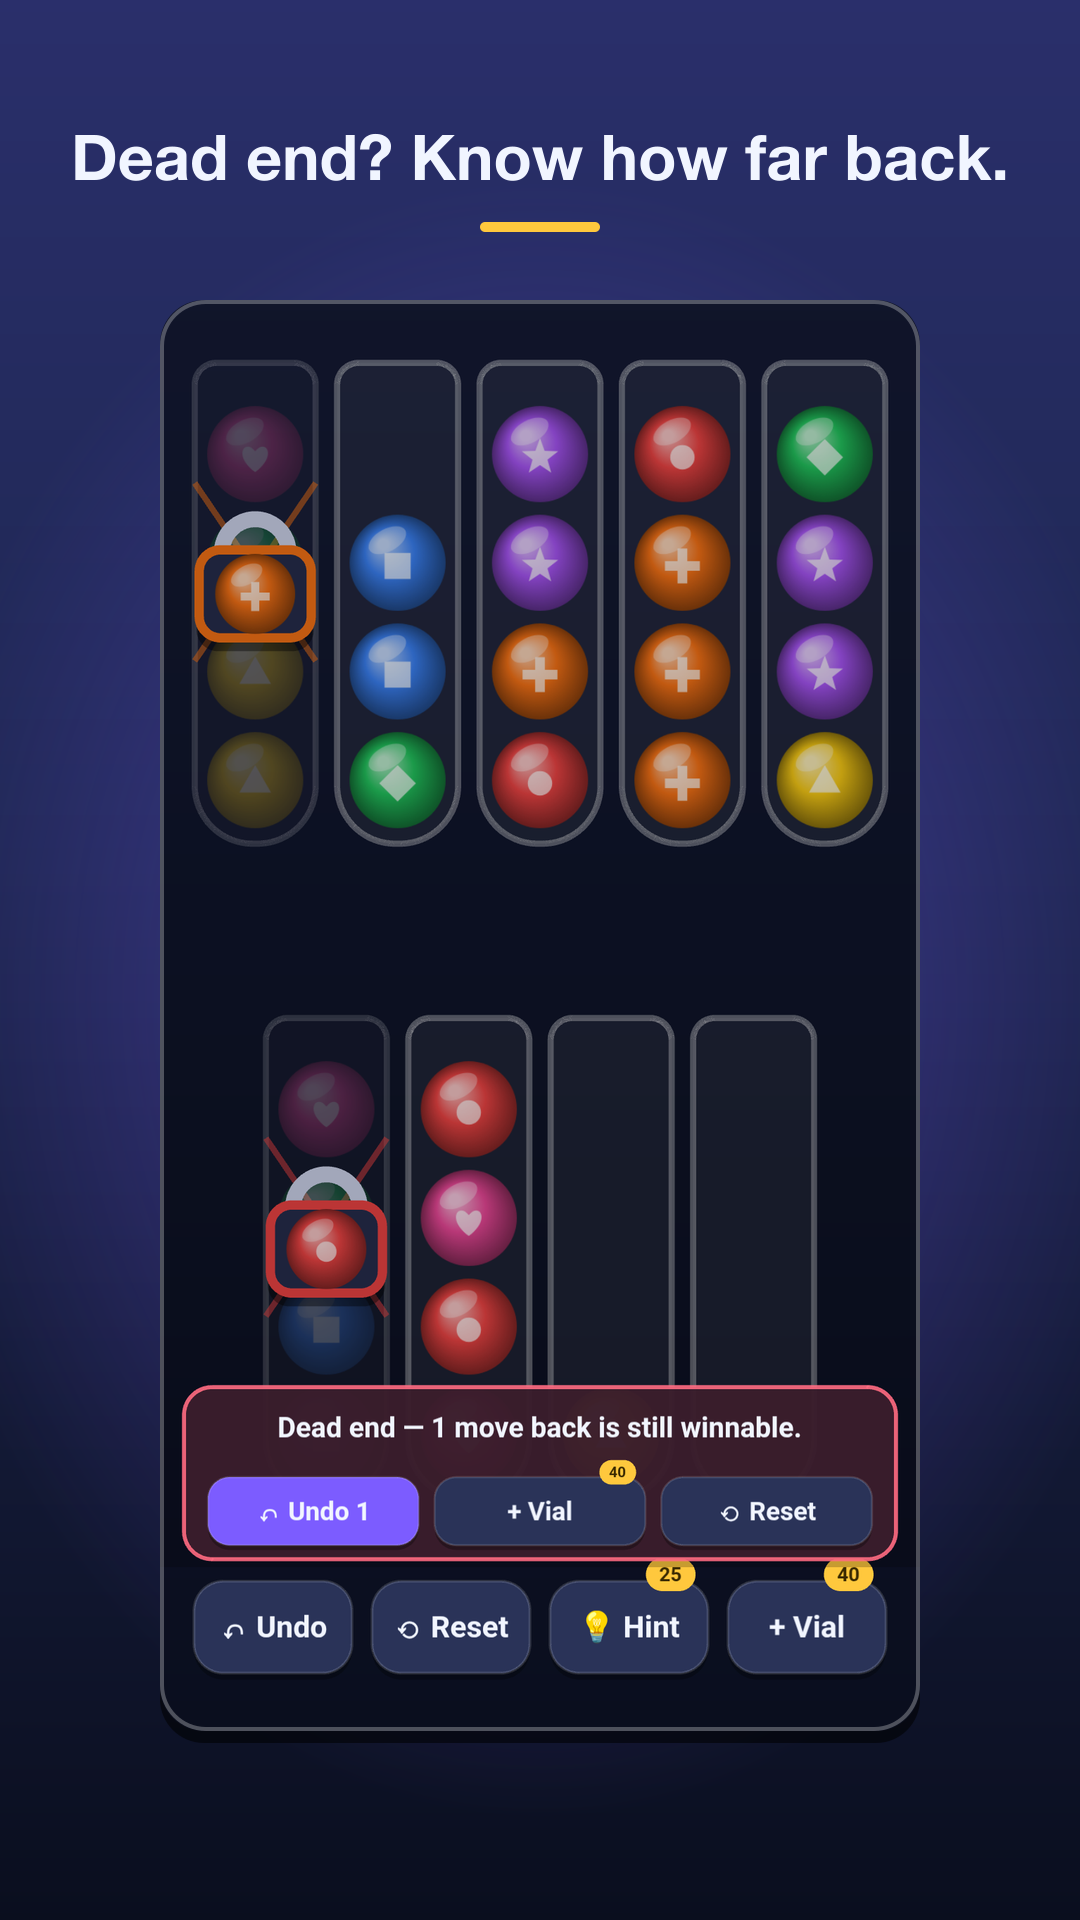 Dead end? Know how far back.
Dead end — 1 move back is still winnable.
40
Undo 1
+ Vial
Reset
25
40
Undo
Reset
Hint
+ Vial